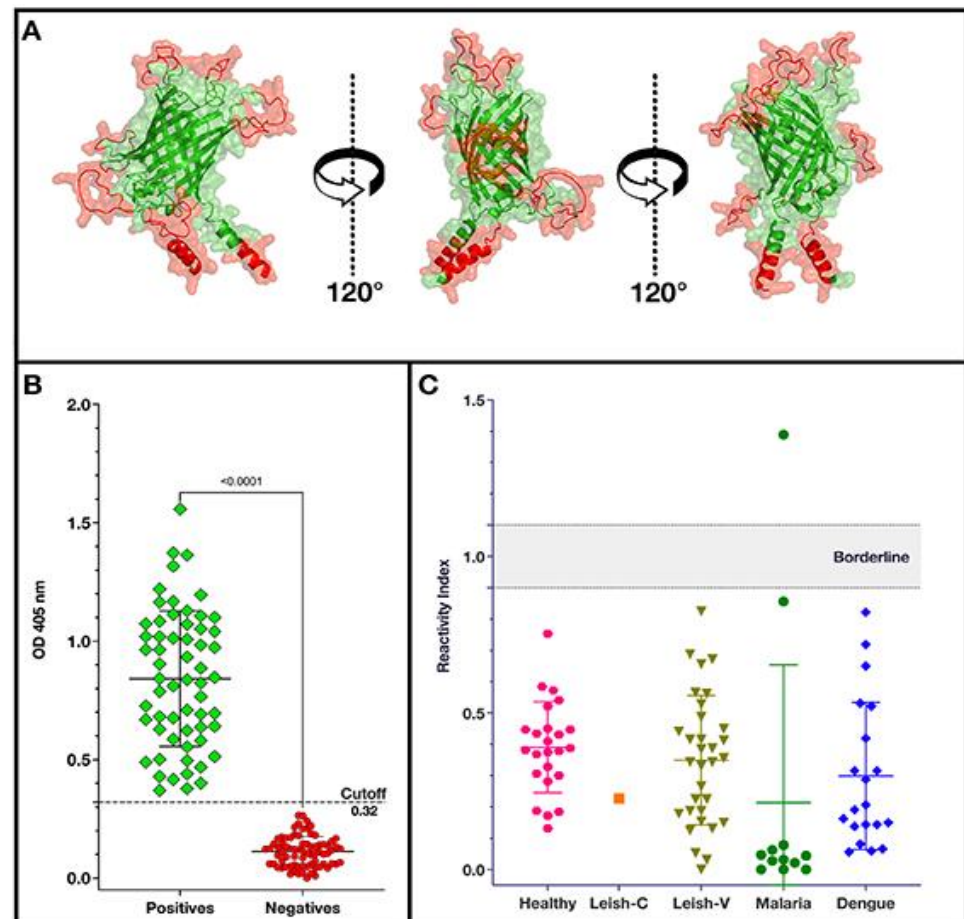 A
120°
120°
B
2.0
1.5
1.0
0.5
0.0
OD 405 nm
<0.0001
Cutoff
0.32
Positives
Negatives
C
1.5
1.0
0.5
0.0
Reactivity Index
Borderline
Healthy
Leish-C
Leish-V
Malaria
Dengue